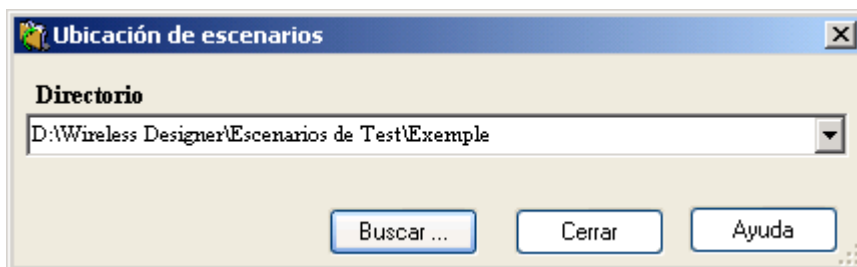 Ubicación de escenarios
Directorio
D:\Wireless Designer\Escenarios de Test\Exemple
Buscar ... Cerrar Ayuda